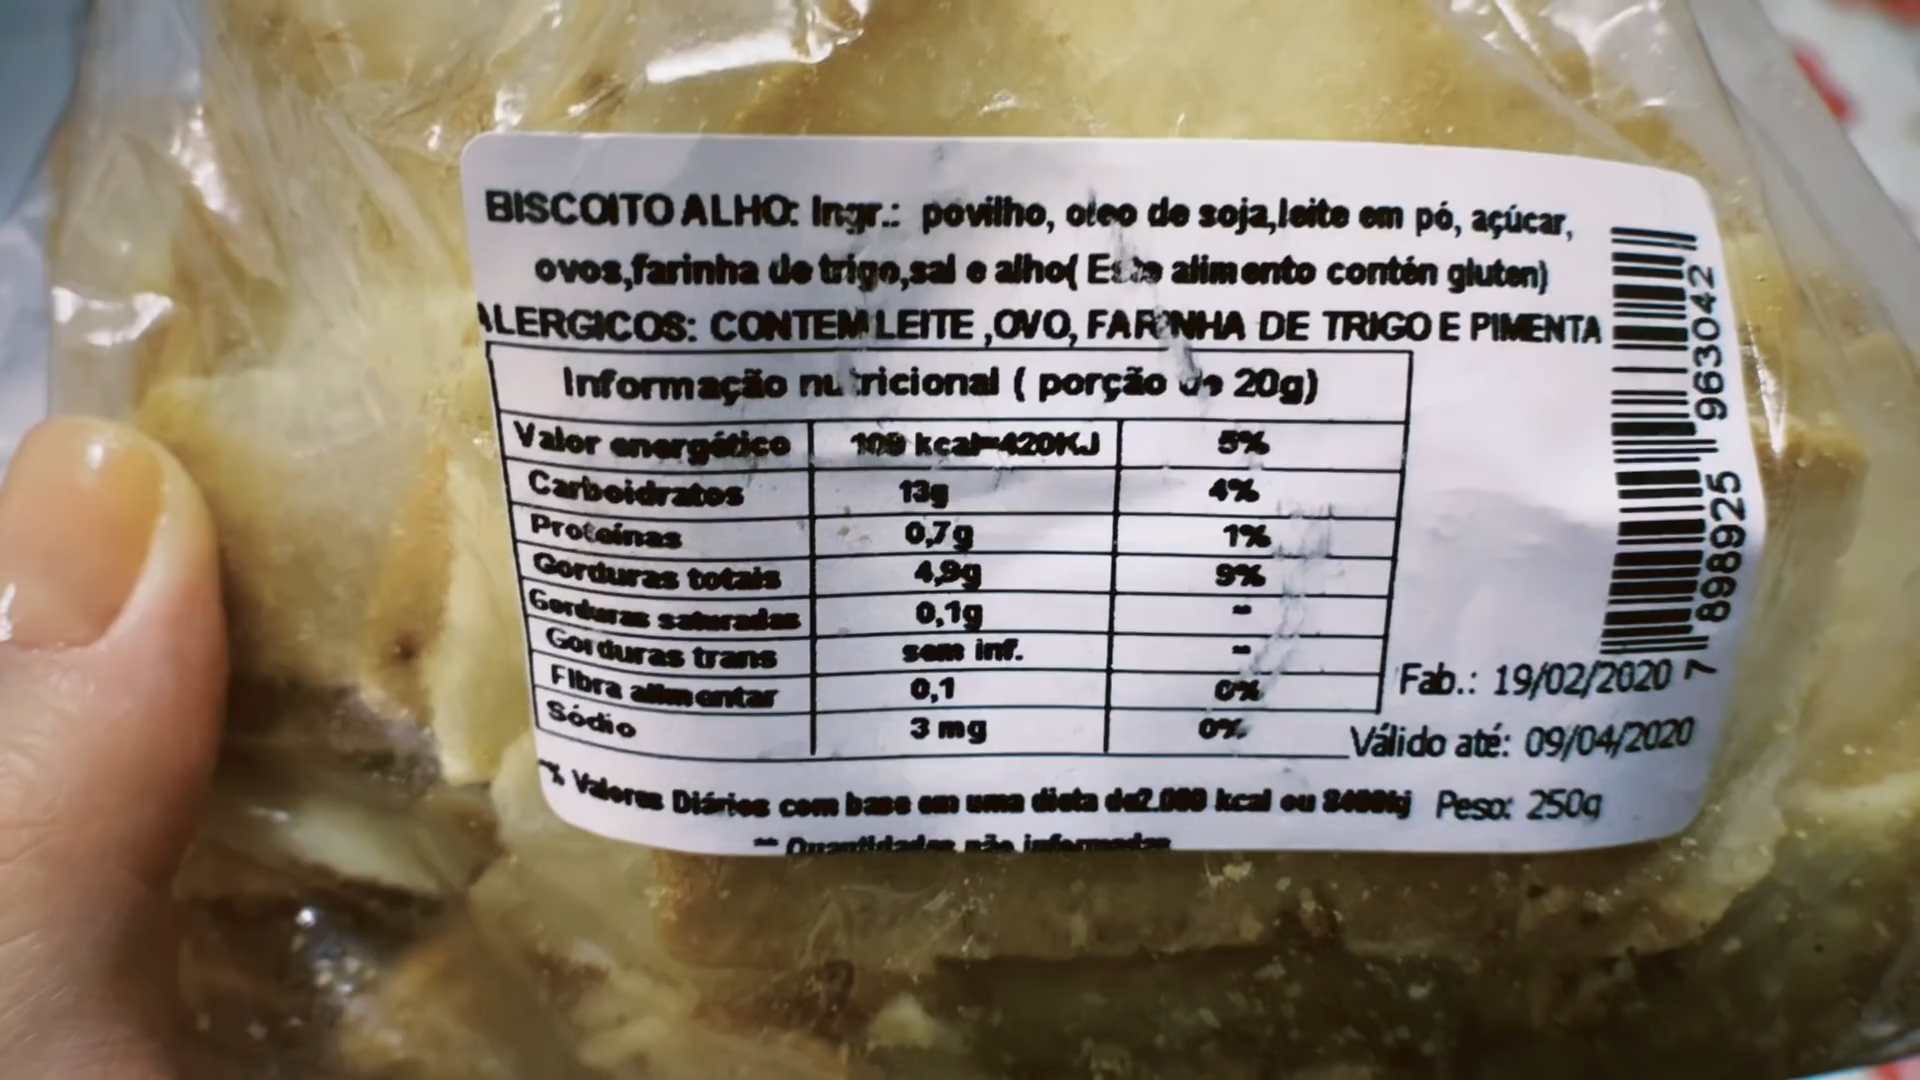 BISCOITO ALHO: Ingr.: povilho, oleo de soja,leite em pó, açúcar,
ovos,farinha de trigo,sal e alho( Este alimento contén gluten)
ALERGICOS: CONTEM LEITE ,OVO, FARINHA DE TRIGO E PIMENTA
Informação nutricional ( porção de 20g)
Valor energético 109 kcal=420KJ 5%
Carboidratos 13g 4%
Proteínas 0,7g 1%
Gorduras totais 4,9g 9%
Gorduras saturadas 0,1g -
Gorduras trans sem inf. -
Fibra alimentar 0,1 0%
Sódio 3 mg 0%
Fab.: 19/02/2020
Válido até: 09/04/2020
% Valores Diários com base em uma dieta de2.000 kcal ou 8400kj Peso: 250g
** Quantidades não informadas
7 898925 963042